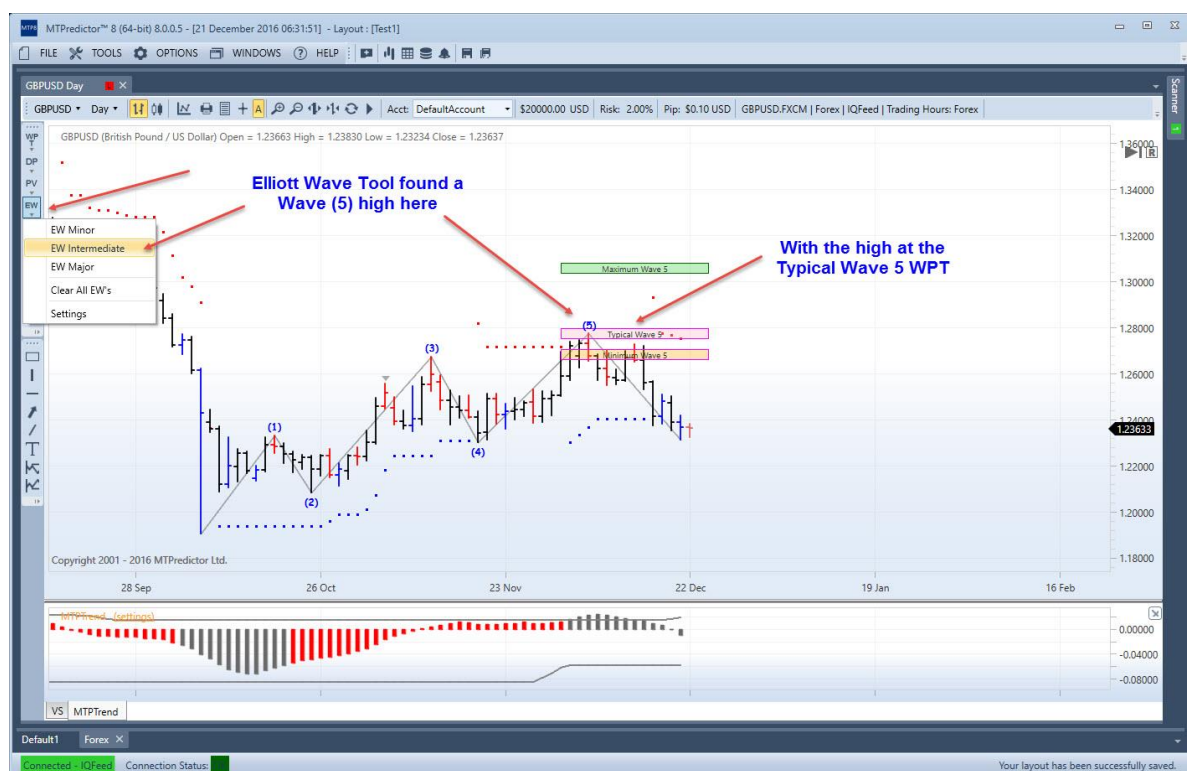 MTP8 MTPredictor™ 8 (64-bit) 8.0.0.5 - [21 December 2016 06:31:51] - Layout : [Test1]
FILE TOOLS OPTIONS WINDOWS ? HELP
GBPUSD Day
GBPUSD Day A Acct: DefaultAccount $20000.00 USD Risk: 2.00% Pip: $0.10 USD GBPUSD.FXCM | Forex | IQFeed | Trading Hours: Forex
Scanner
WP
DP
PV
EW
T
GBPUSD (British Pound / US Dollar) Open = 1.23663 High = 1.23830 Low = 1.23234 Close = 1.23637
R
EW Minor
EW Intermediate
EW Major
Clear All EW's
Settings
Elliott Wave Tool found a
Wave (5) high here
With the high at the
Typical Wave 5 WPT
Maximum Wave 5
Typical Wave 5
Minimum Wave 5
(1)
(2)
(3)
(4)
(5)
1.36000
1.34000
1.32000
1.30000
1.28000
1.26000
1.24000
1.23633
1.22000
1.20000
1.18000
Copyright 2001 - 2016 MTPredictor Ltd.
28 Sep 26 Oct 23 Nov 22 Dec 19 Jan 16 Feb
MTPTrend (settings)
0.00000
-0.04000
-0.08000
VS MTPTrend
Default1 Forex
Connected - IQFeed Connection Status: Your layout has been successfully saved.